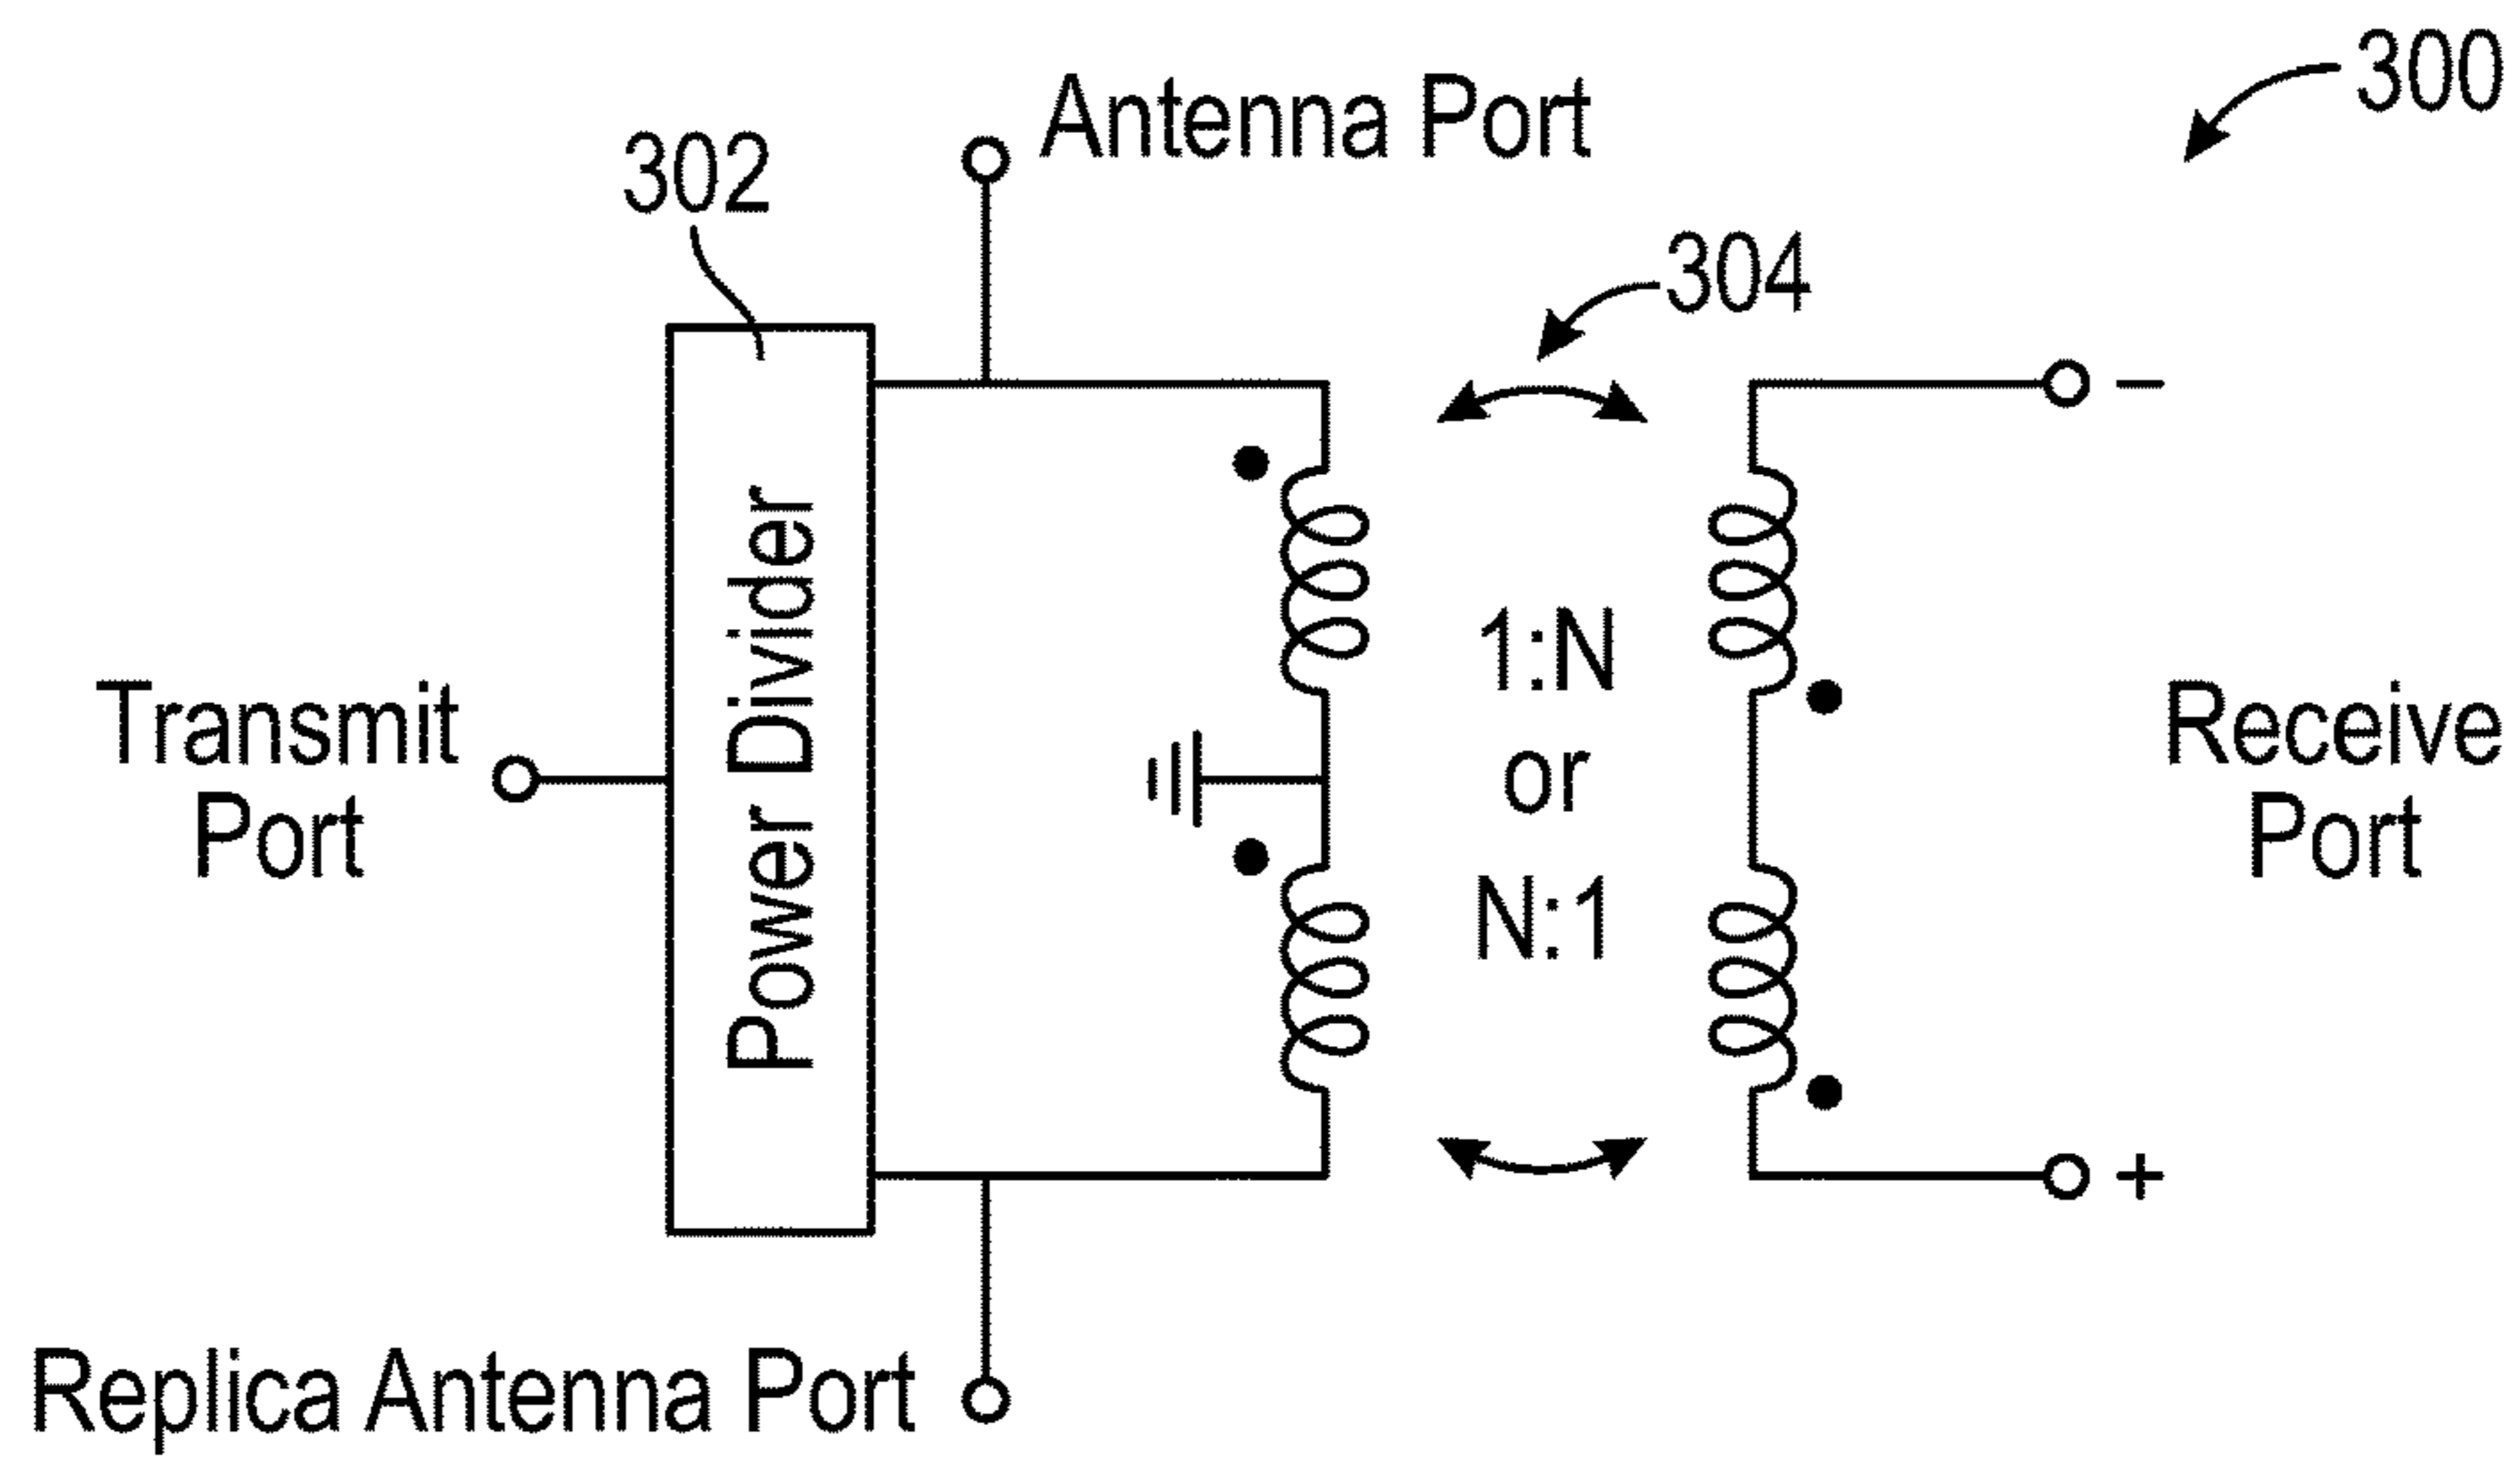 300
Antenna Port
302
304
−
Power Divider
1:N
or
N:1
Transmit
Port
Receive
Port
+
Replica Antenna Port